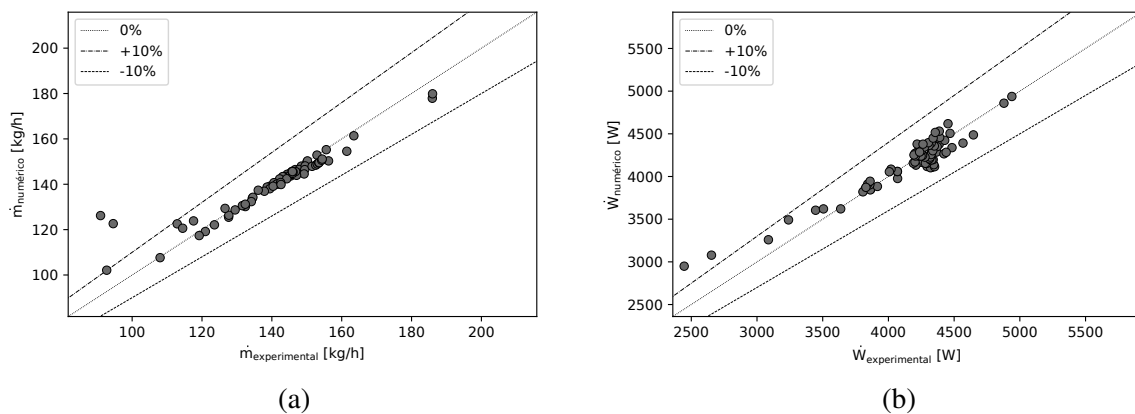 0%
+10%
-10%
200
180
160
140
120
100
ṁnumérico [kg/h]
100 120 140 160 180 200
ṁexperimental [kg/h]
(a)
0%
+10%
-10%
5500
5000
4500
4000
3500
3000
2500
Ẇnumérico [W]
2500 3000 3500 4000 4500 5000 5500
Ẇexperimental [W]
(b)